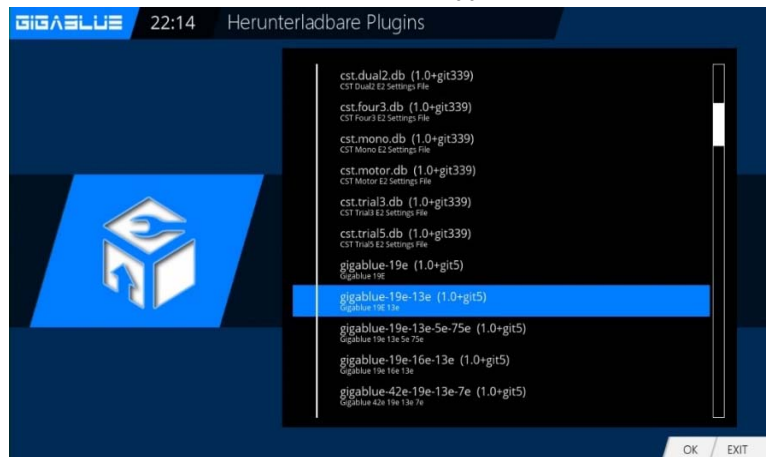 GIGABLUE 22:14 Herunterladbare Plugins
cst.dual2.db (1.0+git339)
CST Dual2 E2 Settings File
cst.four3.db (1.0+git339)
CST Four3 E2 Settings File
cst.mono.db (1.0+git339)
CST Mono E2 Settings File
cst.motor.db (1.0+git339)
CST Motor E2 Settings File
cst.trial3.db (1.0+git339)
CST Trial3 E2 Settings File
cst.trial5.db (1.0+git339)
CST Trial5 E2 Settings File
gigablue-19e (1.0+git5)
Gigablue 19E
gigablue-19e-13e (1.0+git5)
Gigablue 19E 13e
gigablue-19e-13e-5e-75e (1.0+git5)
Gigablue 19e 13e 5e 75e
gigablue-19e-16e-13e (1.0+git5)
Gigablue 19e 16e 13e
gigablue-42e-19e-13e-7e (1.0+git5)
Gigablue 42e 19e 13e 7e
OK / EXIT